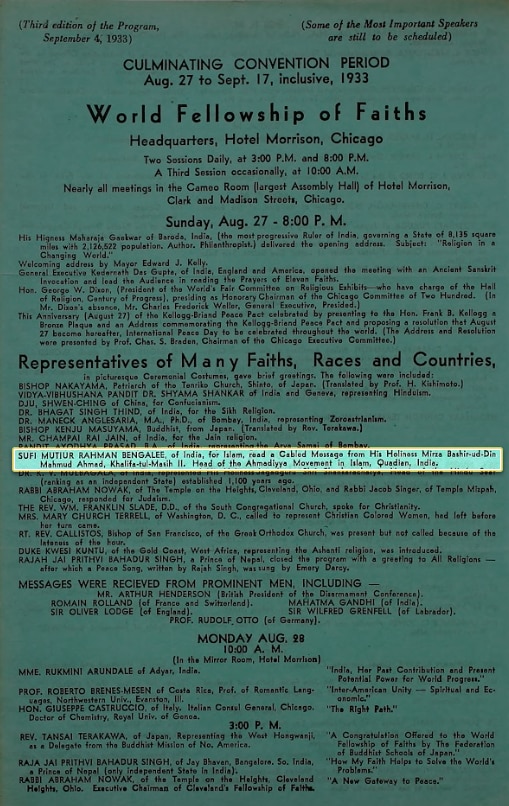 (Third edition of the Program, (Some of the Most Important Speakers
September 4, 1933) are still to be scheduled)
CULMINATING CONVENTION PERIOD
Aug. 27 to Sept. 17, inclusive, 1933
World Fellowship of Faiths
Headquarters, Hotel Morrison, Chicago
Two Sessions Daily, at 3:00 P.M. and 8:00 P.M.
A Third Session occasionally, at 10:00 A.M.
Nearly all meetings in the Cameo Room (largest Assembly Hall) of Hotel Morrison,
Clark and Madison Streets, Chicago.
Sunday, Aug. 27 - 8:00 P. M.
His Higness Maharaja Gaekwar of Baroda, India, (the most progressive Ruler of India, governing a State of 8,135 square
miles with 2,126,522 population. Author. Philanthropist.) delivered the opening address. Subject: "Religion in a
Changing World."
Welcoming address by Mayor Edward J. Kelly.
General Executive Kedernath Das Gupta, of India, England and America, opened the meeting with an Ancient Sanskrit
Invocation and lead the Audience in reading the Prayers of Eleven Faiths.
Hon. George W. Dixon, (President of the World's Fair Committee on Religious Exhibits—who have charge of the Hall
of Religion, Century of Progress), presiding as Honorary Chairman of the Chicago Committee of Two Hundred. (In
Mr. Dixon's absence, Mr. Charles Frederick Weller, General Executive, Presided.)
This Anniversary (August 27) of the Kellogg-Briand Peace Pact celebrated by presenting to the Hon. Frank B. Kellogg a
Bronze Plaque and an Address commemorating the Kellogg-Briand Peace Pact and proposing a resolution that August
27 become hereafter, International Peace Day to be celebrated throughout the world. (The Address and Resolution
were presented by Prof. Chas. S. Braden, Chairman of the Chicago Executive Committee.)
Representatives of Many Faiths, Races and Countries,
in picturesque Ceremonial Costumes, gave brief greetings. The following were included:
BISHOP NAKAYAMA, Patriarch of the Tenriko Church, Shinto, of Japan. (Translated by Prof. H. Kishimoto.)
VIDYA-VIBHUSHANA PANDIT DR. SHYAMA SHANKAR of India and Geneva, representing Hinduism.
DJU, SHWEN-CHING of China, for Confucianism.
DR. BHAGAT SINGH THIND, of India, for the Sikh Religion.
DR. MANECK ANGLESARIA, M.A., Ph.D., of Bombay, India, representing Zoroastrianism.
BISHOP KENJU MASUYAMA, Buddhist, from Japan. (Translated by Rev. Terakawa.)
MR. CHAMPAI RAI JAIN, of India, for the Jain religion.
PANDIT AYODHYA PRASAD, B.A., of India, representing the Arya Samaj of Bombay.
SUFI MUTIUR RAHMAN BENGALEE, of India, for Islam, read a Cabled Message from His Holiness Mirza Bashir-ud-Din
Mahmud Ahmad, Khalifa-tul-Masih II. Head of the Ahmadiyya Movement in Islam, Quadien, India.
DR. K. of India, represented His Holiness
(ranking as an Independent State) established 1,100 years ago.
RABBI ABRAHAM NOWAK, of The Temple on the Heights, Cleveland, Ohio, and Rabbi Jacob Singer, of Temple Mizpah,
Chicago, responded for Judaism.
THE REV. WM. FRANKLIN SLADE, D.D., of the South Congregational Church, spoke for Christianity.
MRS. MARY CHURCH TERRELL, of Washington, D. C., called to represent Christian Colored Women, had left before
her turn came.
RT. REV. CALLISTOS, Bishop of San Francisco, of the Greek Orthodox Church, was present but not called because of the
lateness of the hour.
DUKE KWESI KUNTU, of the Gold Coast, West Africa, representing the Ashanti religion, was introduced.
RAJAH JAI PRITHVI BAHADUR SINGH, a Prince of Nepal, closed the program with a greeting to All Religions —
after which a Peace Song, written by Rajah Singh, was sung by Emory Darcy.
MESSAGES WERE RECIEVED FROM PROMINENT MEN, INCLUDING —
MR. ARTHUR HENDERSON (British President of the Disarmament Conference).
ROMAIN ROLLAND (of France and Switzerland). MAHATMA GANDHI (of India).
SIR OLIVER LODGE (of England). SIR WILFRED GRENFELL (of Labrador).
PROF. RUDOLF OTTO (of Germany).
MONDAY AUG. 28
10:00 A. M.
(In the Mirror Room, Hotel Morrison)
MME. RUKMINI ARUNDALE of Adyar, India. "India, Her Past Contribution and Present
Potential Power for World Progress."
PROF. ROBERTO BRENES-MESEN of Costa Rica, Prof. of Romantic Lang- "Inter-American Unity — Spiritual and Ec-
uages, Northwestern Univ., Evanston, Ill. onomic."
HON. GIUSEPPE CASTRUCCIO, of Italy. Italian Consul General, Chicago. "The Right Path."
Doctor of Chemistry, Royal Univ. of Genoa.
3:00 P. M.
REV. TANSAI TERAKAWA, of Japan. Representing the West Hongwanji, "A Congratulation Offered to the World
as a Delegate from the Buddhist Mission of No. America. Fellowship of Faiths by The Federation
of Buddhist Schools of Japan."
RAJA JAI PRITHVI BAHADUR SINGH, of Jay Bhavan, Bangalore, So. India, "How My Faith Helps to Solve the World's
a Prince of Nepal (only independent State in India). Problems."
RABBI ABRAHAM NOWAK, of the Temple on the Heights, Cleveland "A New Gateway to Peace."
Heights, Ohio. Executive Chairman of Cleveland's Fellowship of Faiths.